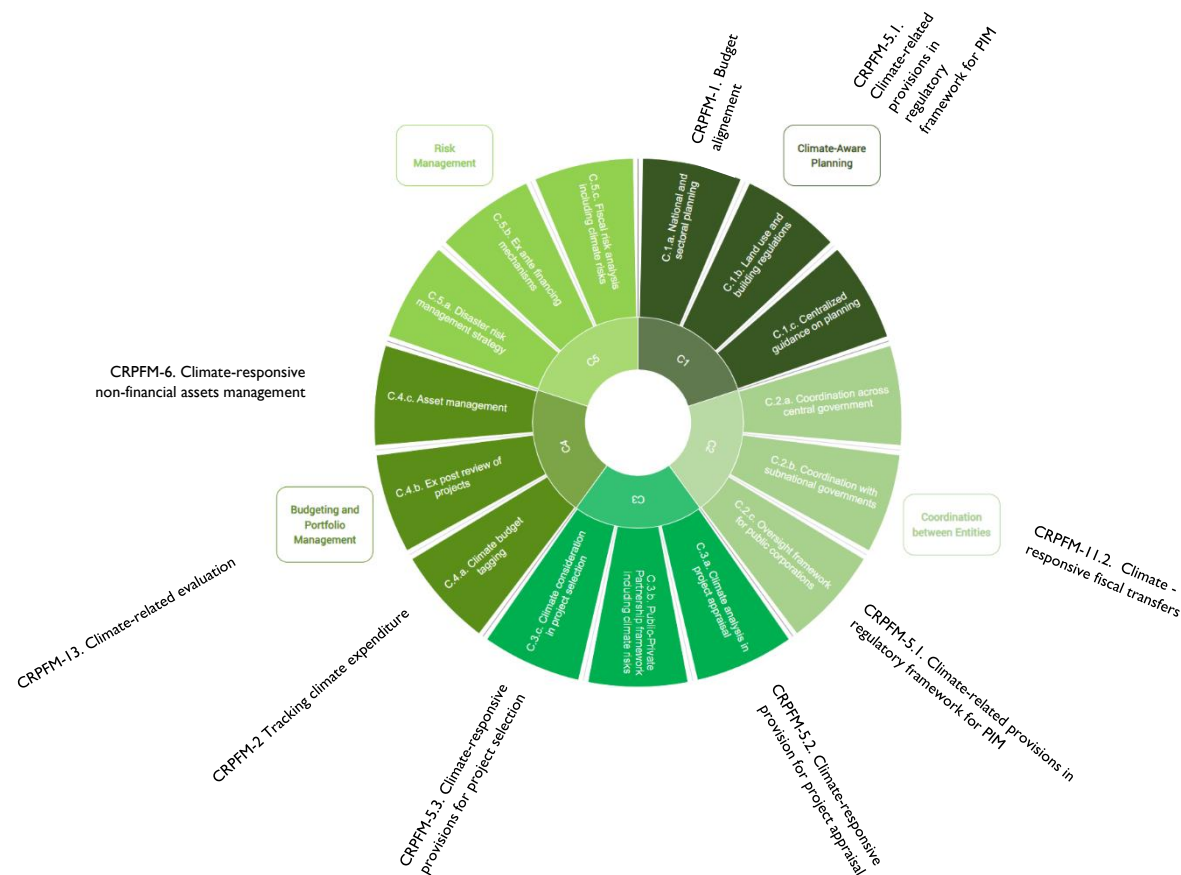 CRPFM-1. Budget
alignement
CRPFM-5.1.
Climate-related
provisions in
regulatory
framework for PIM
Risk
Management
Climate-Aware
Planning
C.5.c. Fiscal risk analysis
including climate risks
C.1.a. National and
sectoral planning
C.5.b. Ex ante financing
mechanisms
C.1.b. Land use and
building regulations
C.5.a. Disaster risk
management strategy
C.1.c. Centralized
guidance on planning
C5
C1
CRPFM-6. Climate-responsive
non-financial assets management
C.4.c. Asset management
C.2.a. Coordination across
central government
C4
C2
C.4.b. Ex post review of
projects
C.2.b. Coordination with
subnational governments
C3
Budgeting and
Portfolio
Management
Coordination
between Entities
C.4.a. Climate budget
tagging
C.2.c. Oversight framework
for public corporations
C.3.c. Climate consideration
in project selection
C.3.b. Public-Private
Partnership framework
including climate risks
C.3.a. Climate analysis in
project appraisal
CRPFM-11.2. Climate -
responsive fiscal transfers
CRPFM-13. Climate-related evaluation
CRPFM-2 Tracking climate expenditure
CRPFM-5.1. Climate-related provisions in
regulatory framework for PIM
CRPFM-5.3. Climate-responsive
provisions for project selection
CRPFM-5.2. Climate-responsive
provision for project appraisal